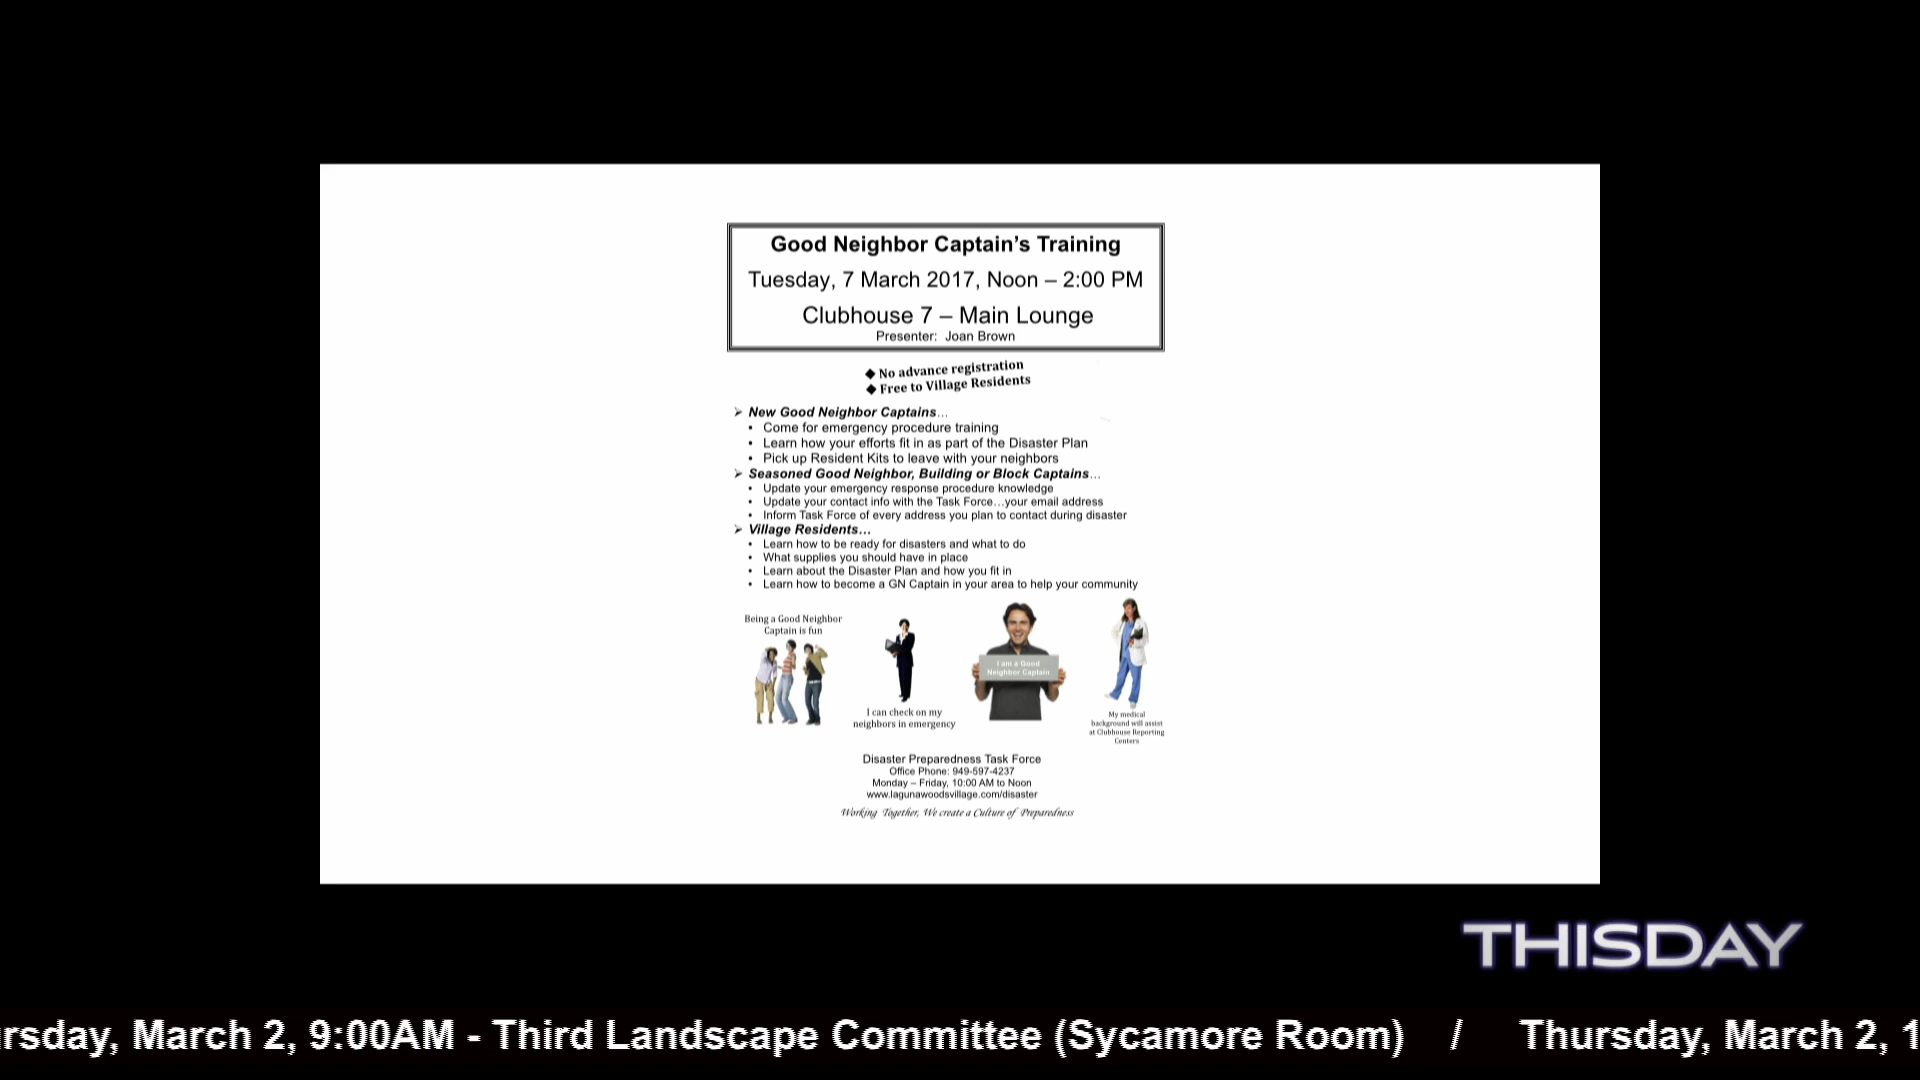 Good Neighbor Captain’s Training
Tuesday, 7 March 2017, Noon – 2:00 PM
Clubhouse 7 – Main Lounge
Presenter: Joan Brown
◆ No advance registration
◆ Free to Village Residents
➢ New Good Neighbor Captains…
• Come for emergency procedure training
• Learn how your efforts fit in as part of the Disaster Plan
• Pick up Resident Kits to leave with your neighbors
➢ Seasoned Good Neighbor, Building or Block Captains…
• Update your emergency response procedure knowledge
• Update your contact info with the Task Force…your email address
• Inform Task Force of every address you plan to contact during disaster
➢ Village Residents…
• Learn how to be ready for disasters and what to do
• What supplies you should have in place
• Learn about the Disaster Plan and how you fit in
• Learn how to become a GN Captain in your area to help your community
Being a Good Neighbor
Captain is fun
I can check on my
neighbors in emergency
I am a Good
Neighbor Captain
My medical
background will assist
at Clubhouse Reporting
Centers
Disaster Preparedness Task Force
Office Phone: 949-597-4237
Monday – Friday, 10:00 AM to Noon
www.lagunawoodsvillage.com/disaster
Working Together, We create a Culture of Preparedness
THISDAY
ursday, March 2, 9:00AM - Third Landscape Committee (Sycamore Room) / Thursday, March 2, 1